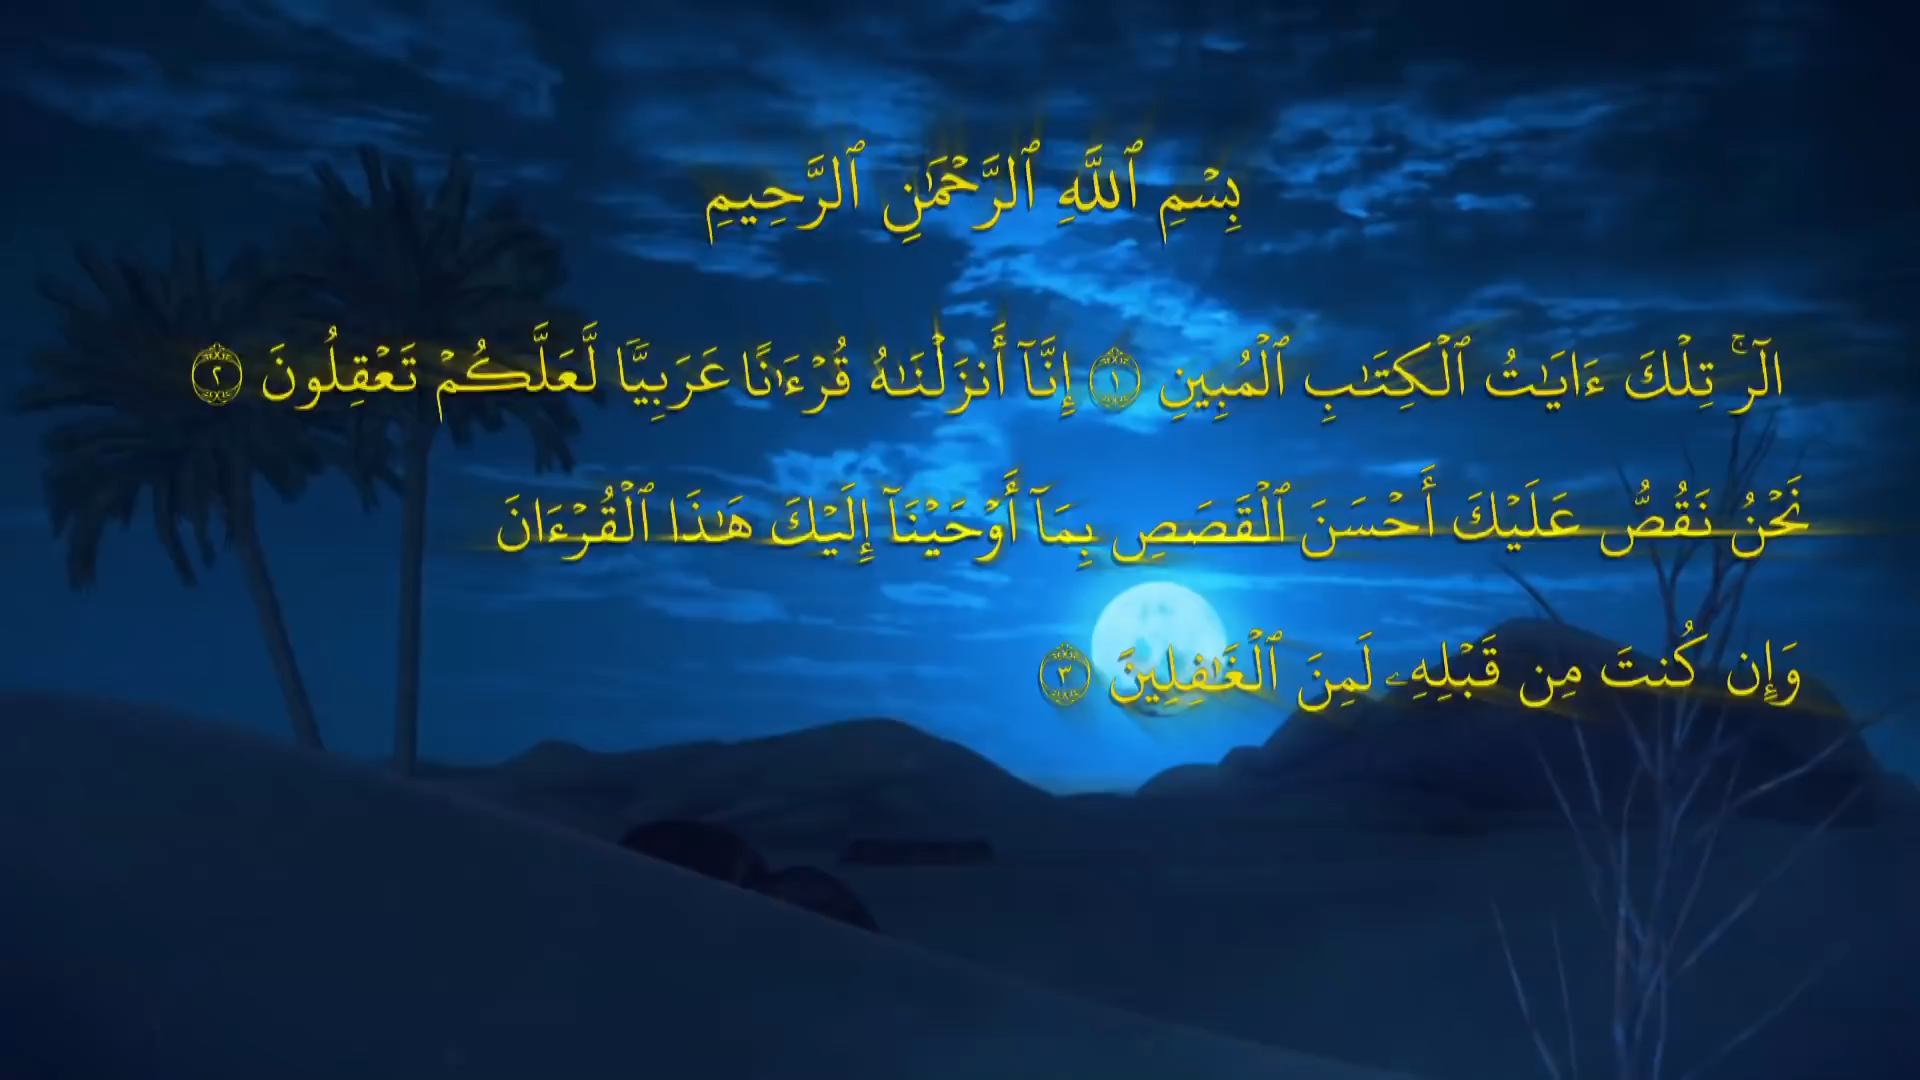 بِسْمِ ٱللَّهِ ٱلرَّحْمَٰنِ ٱلرَّحِيمِ
الٓرۚ تِلْكَ ءَايَٰتُ ٱلْكِتَٰبِ ٱلْمُبِينِ ١ إِنَّآ أَنزَلْنَٰهُ قُرْءَٰنًا عَرَبِيًّا لَّعَلَّكُمْ تَعْقِلُونَ ٢
نَحْنُ نَقُصُّ عَلَيْكَ أَحْسَنَ ٱلْقَصَصِ بِمَآ أَوْحَيْنَآ إِلَيْكَ هَٰذَا ٱلْقُرْءَانَ
وَإِن كُنتَ مِن قَبْلِهِۦ لَمِنَ ٱلْغَٰفِلِينَ ٣